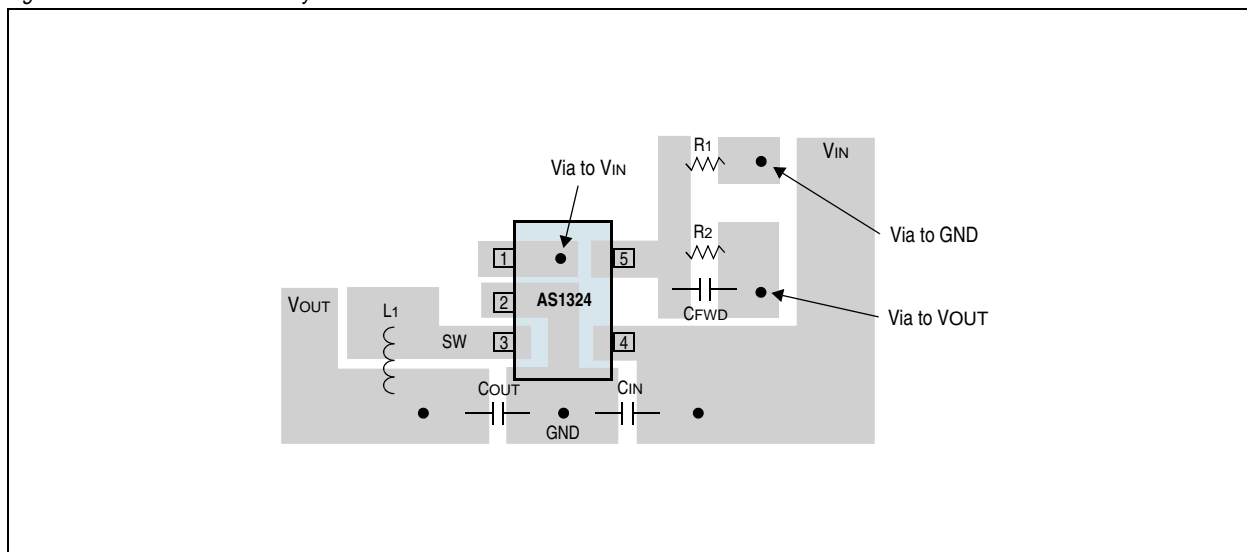 R1
VIN
Via to VIN
R2
Via to GND
1
5
AS1324
2
VOUT
L1
CFWD
Via to VOUT
SW
3
4
COUT
CIN
GND